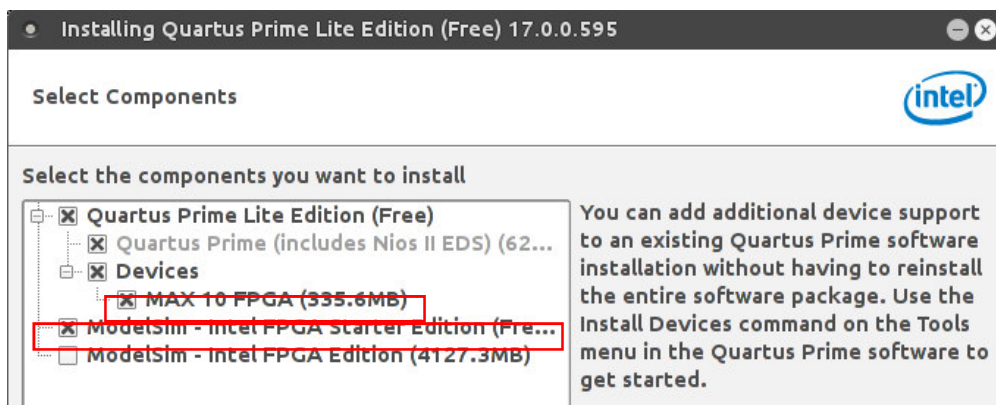 Installing Quartus Prime Lite Edition (Free) 17.0.0.595
Select Components
intel
Select the components you want to install
Quartus Prime Lite Edition (Free)
Quartus Prime (includes Nios II EDS) (62...
Devices
MAX 10 FPGA (335.6MB)
ModelSim - Intel FPGA Starter Edition (Fre...
ModelSim - Intel FPGA Edition (4127.3MB)
You can add additional device support
to an existing Quartus Prime software
installation without having to reinstall
the entire software package. Use the
Install Devices command on the Tools
menu in the Quartus Prime software to
get started.